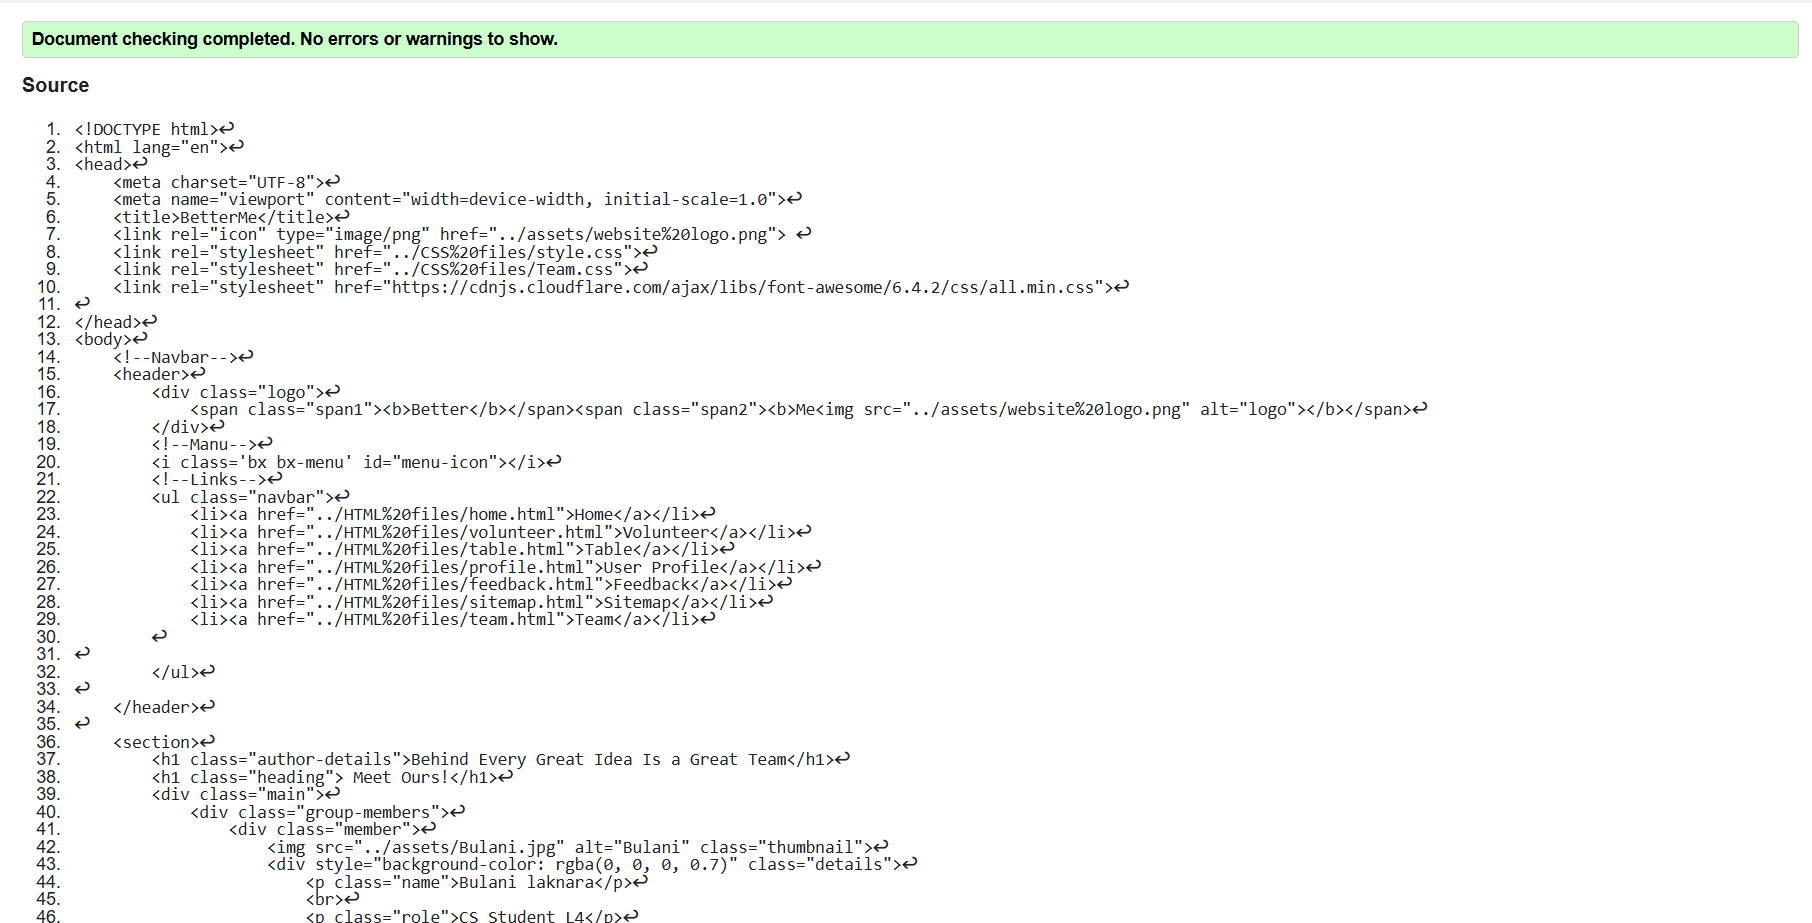 Document checking completed. No errors or warnings to show.
Source
1. <!DOCTYPE html>↩
2. <html lang="en">↩
3. <head>↩
4.     <meta charset="UTF-8">↩
5.     <meta name="viewport" content="width=device-width, initial-scale=1.0">↩
6.     <title>BetterMe</title>↩
7.     <link rel="icon" type="image/png" href="../assets/website%20logo.png"> ↩
8.     <link rel="stylesheet" href="../CSS%20files/style.css">↩
9.     <link rel="stylesheet" href="../CSS%20files/Team.css">↩
10.     <link rel="stylesheet" href="https://cdnjs.cloudflare.com/ajax/libs/font-awesome/6.4.2/css/all.min.css">↩
11. ↩
12. </head>↩
13. <body>↩
14.     <!--Navbar-->↩
15.     <header>↩
16.         <div class="logo">↩
17.             <span class="span1"><b>Better</b></span><span class="span2"><b>Me<img src="../assets/website%20logo.png" alt="logo"></b></span>↩
18.         </div>↩
19.         <!--Manu-->↩
20.         <i class='bx bx-menu' id="menu-icon"></i>↩
21.         <!--Links-->↩
22.         <ul class="navbar">↩
23.             <li><a href="../HTML%20files/home.html">Home</a></li>↩
24.             <li><a href="../HTML%20files/volunteer.html">Volunteer</a></li>↩
25.             <li><a href="../HTML%20files/table.html">Table</a></li>↩
26.             <li><a href="../HTML%20files/profile.html">User Profile</a></li>↩
27.             <li><a href="../HTML%20files/feedback.html">Feedback</a></li>↩
28.             <li><a href="../HTML%20files/sitemap.html">Sitemap</a></li>↩
29.             <li><a href="../HTML%20files/team.html">Team</a></li>↩
30.         ↩
31. ↩
32.         </ul>↩
33. ↩
34.     </header>↩
35. ↩
36.     <section>↩
37.         <h1 class="author-details">Behind Every Great Idea Is a Great Team</h1>↩
38.         <h1 class="heading"> Meet Ours!</h1>↩
39.         <div class="main">↩
40.             <div class="group-members">↩
41.                 <div class="member">↩
42.                     <img src="../assets/Bulani.jpg" alt="Bulani" class="thumbnail">↩
43.                     <div style="background-color: rgba(0, 0, 0, 0.7)" class="details">↩
44.                         <p class="name">Bulani laknara</p>↩
45.                         <br>↩
46.                         <p class="role">CS Student L4</p>↩